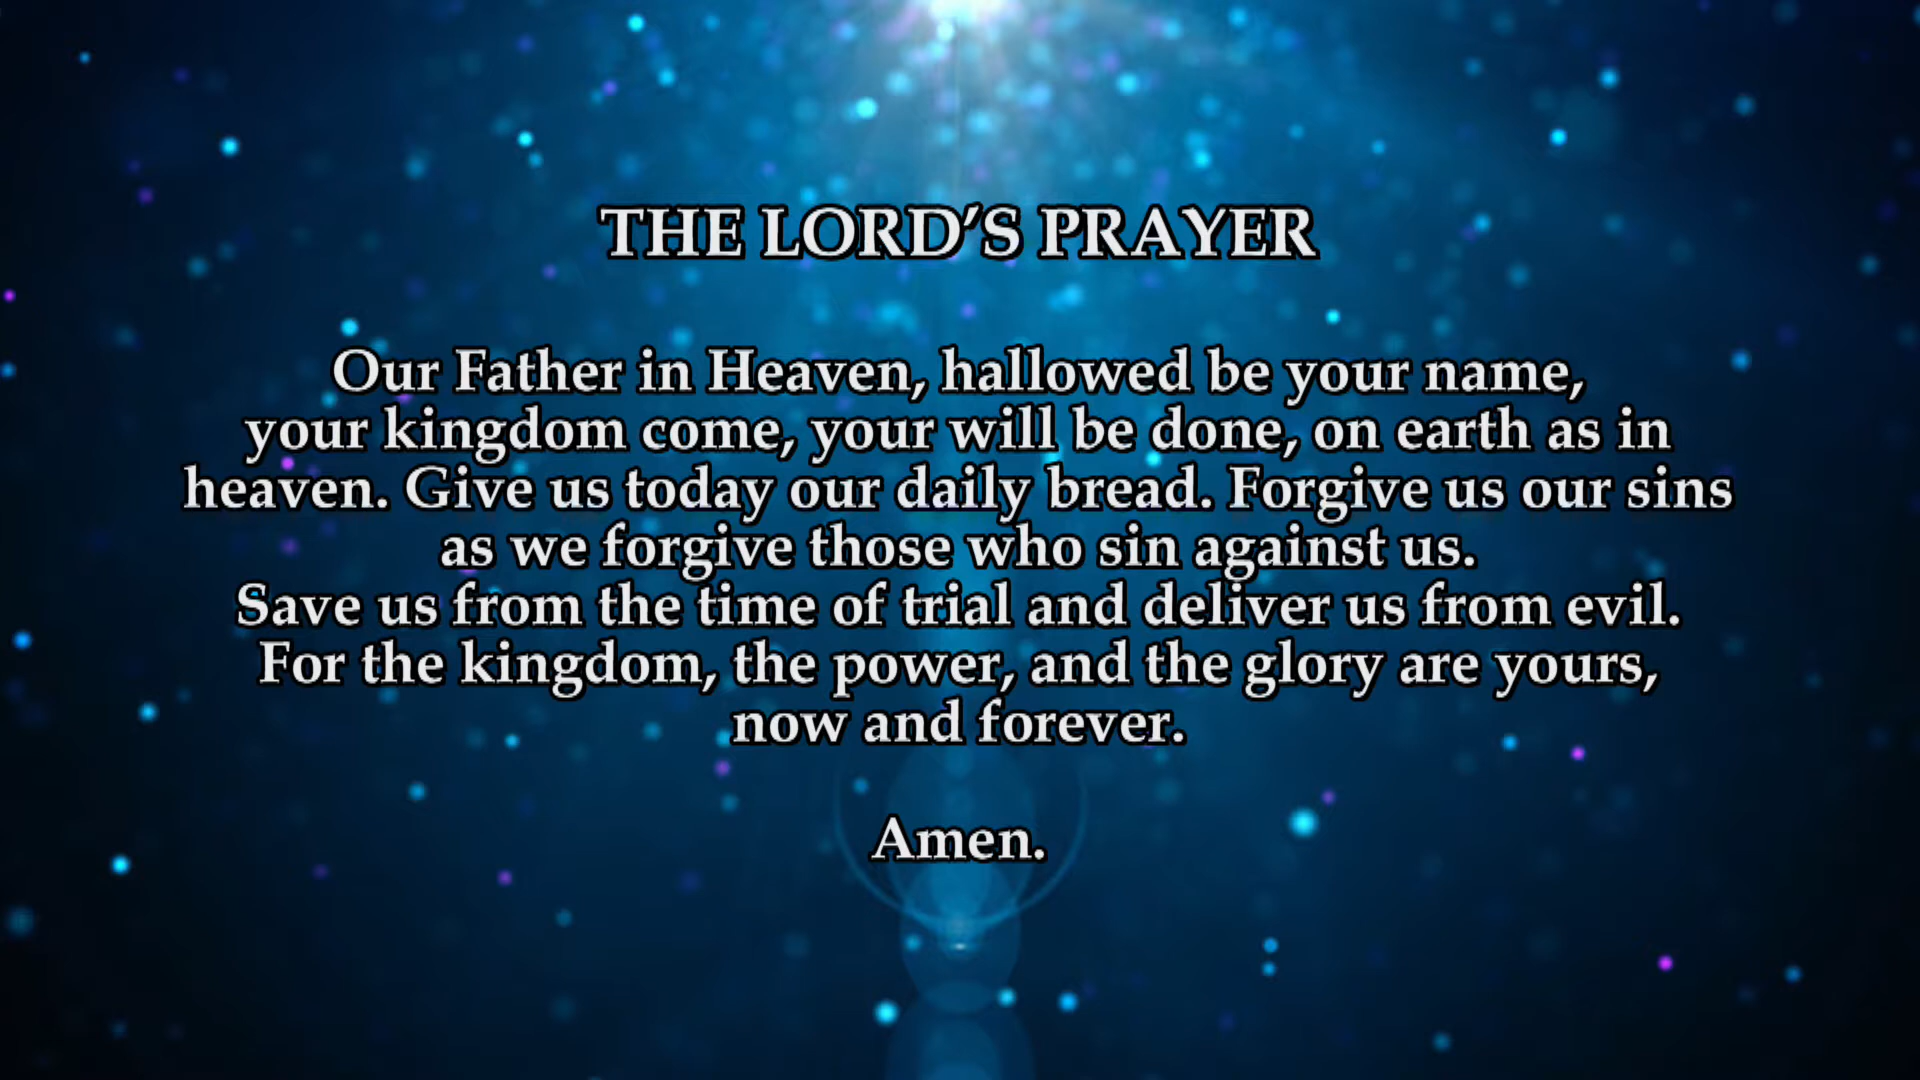 THE LORD’S PRAYER
Our Father in Heaven, hallowed be your name,
your kingdom come, your will be done, on earth as in
heaven. Give us today our daily bread. Forgive us our sins
as we forgive those who sin against us.
Save us from the time of trial and deliver us from evil.
For the kingdom, the power, and the glory are yours,
now and forever.
Amen.